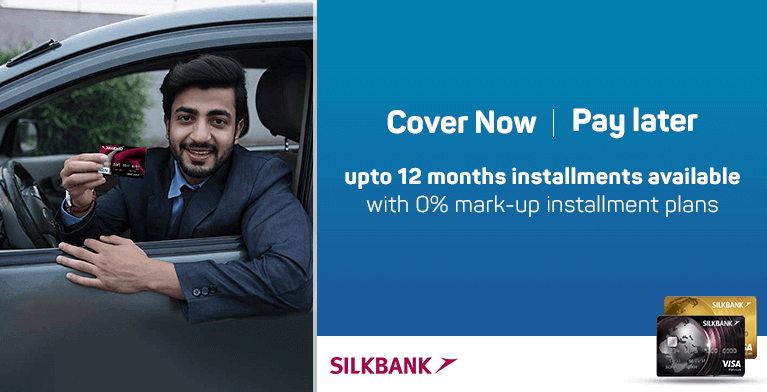 Cover Now | Pay later
upto 12 months installments available
with 0% mark-up installment plans
SILKBANK
SILKBANK
SILKBANK
VISA
VISA